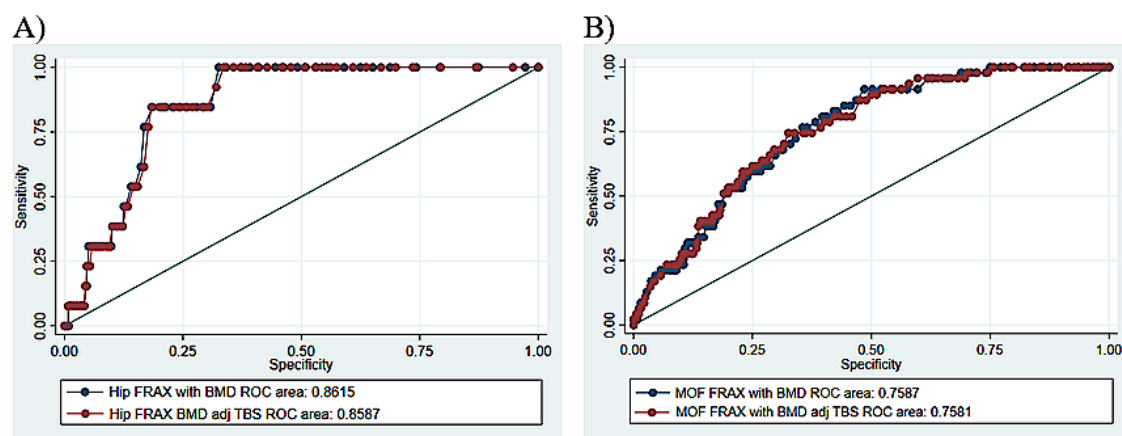 A)
1.00
0.75
0.50
0.25
0.00
Sensitivity
0.00 0.25 0.50 0.75 1.00
Specificity
Hip FRAX with BMD ROC area: 0.8615
Hip FRAX BMD adj TBS ROC area: 0.8587
B)
1.00
0.75
0.50
0.25
0.00
Sensitivity
0.00 0.25 0.50 0.75 1.00
Specificity
MOF FRAX with BMD ROC area: 0.7587
MOF FRAX with BMD adj TBS ROC area: 0.7581